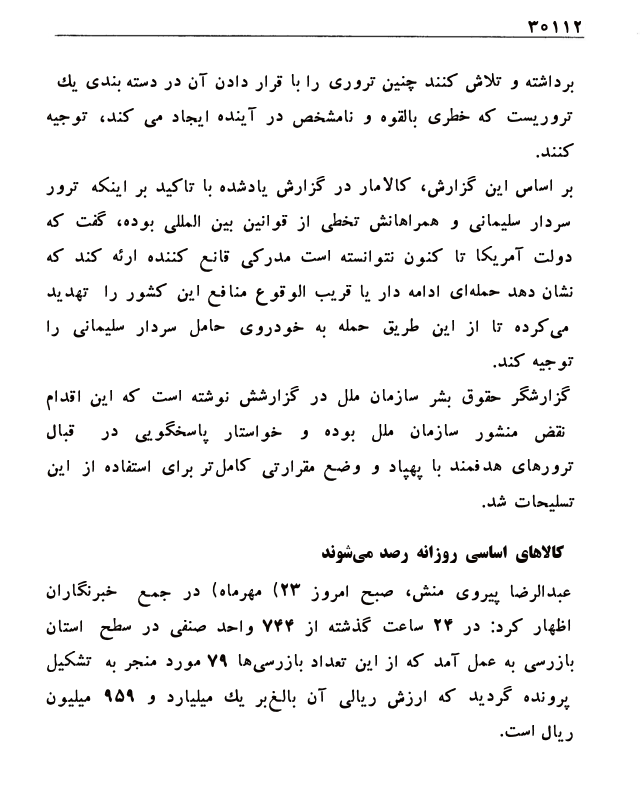 ۳۰۱۱۲
برداشته و تلاش کنند چنین تروری را با قرار دادن آن در دسته بندی یك
تروریست که خطری بالقوه و نامشخص در آینده ایجاد می کند، توجیه
کنند.
بر اساس این گزارش، کالامار در گزارش یادشده با تاکید بر اینکه ترور
سردار سلیمانی و همراهانش تخطی از قوانین بین المللی بوده، گفت که
دولت آمریکا تا کنون نتوانسته است مدرکی قانع کننده ارئه کند که
نشان دهد حمله‌ای ادامه دار یا قریب الوقوع منافع این کشور را تهدید
می‌کرده تا از این طریق حمله به خودروی حامل سردار سلیمانی را
توجیه کند.
گزارشگر حقوق بشر سازمان ملل در گزارشش نوشته است که این اقدام
نقض منشور سازمان ملل بوده و خواستار پاسخگویی در قبال
ترورهای هدفمند با پهپاد و وضع مقرارتی کامل‌تر برای استفاده از این
تسلیحات شد.
کالاهای اساسی روزانه رصد می‌شوند
عبدالرضا پیروی منش، صبح امروز ۲۳) مهرماه) در جمع خبرنگاران
اظهار کرد: در ۲۴ ساعت گذشته از ۷۴۴ واحد صنفی در سطح استان
بازرسی به عمل آمد که از این تعداد بازرسی‌ها ۷۹ مورد منجر به تشکیل
پرونده گردید که ارزش ریالی آن بالغ‌بر یك میلیارد و ۹۵۹ میلیون
ریال است.